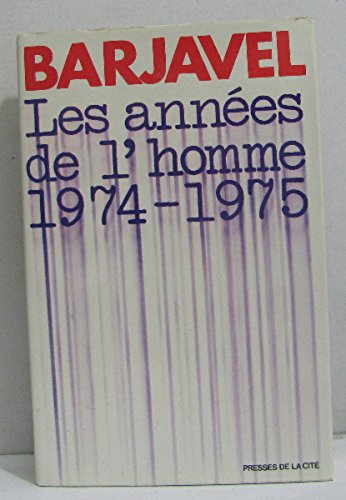 BARJAVEL
Les années
de l'homme
1974-1975
PRESSES DE LA CITÉ